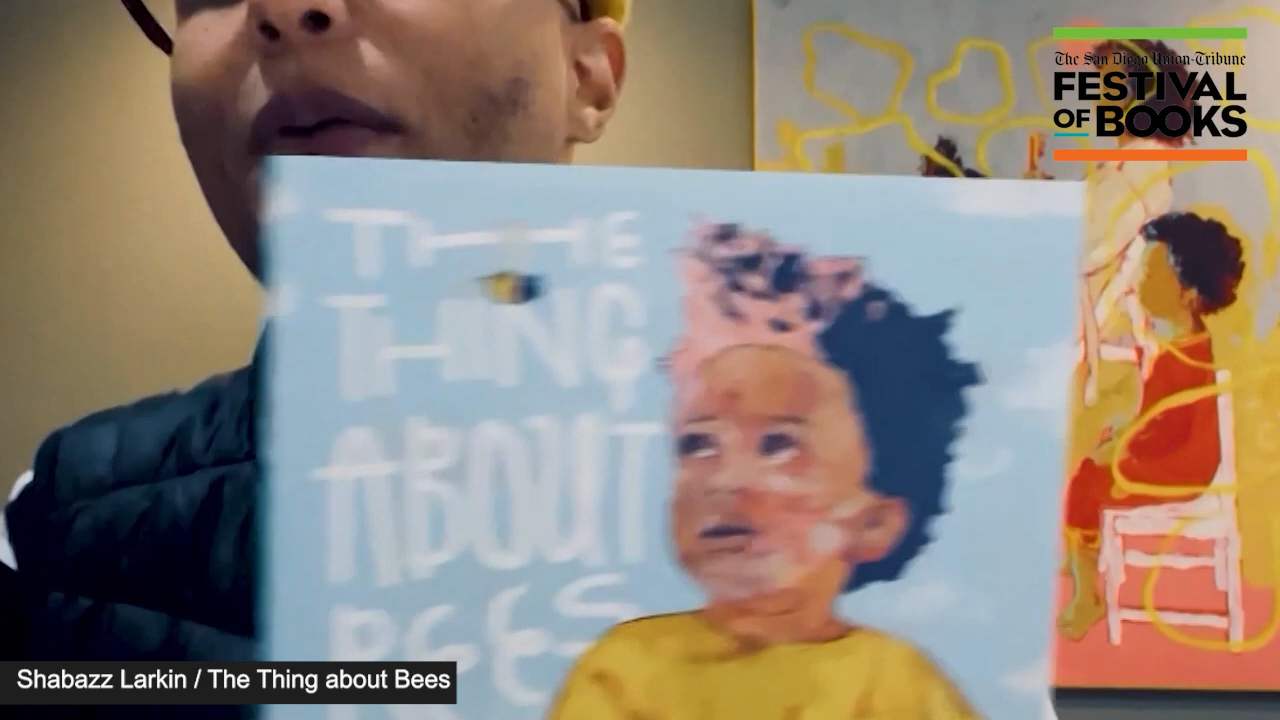 The San Diego Union-Tribune
FESTIVAL
OF BOOKS
THE
THING
ABOUT
BEES
Shabazz Larkin / The Thing about Bees